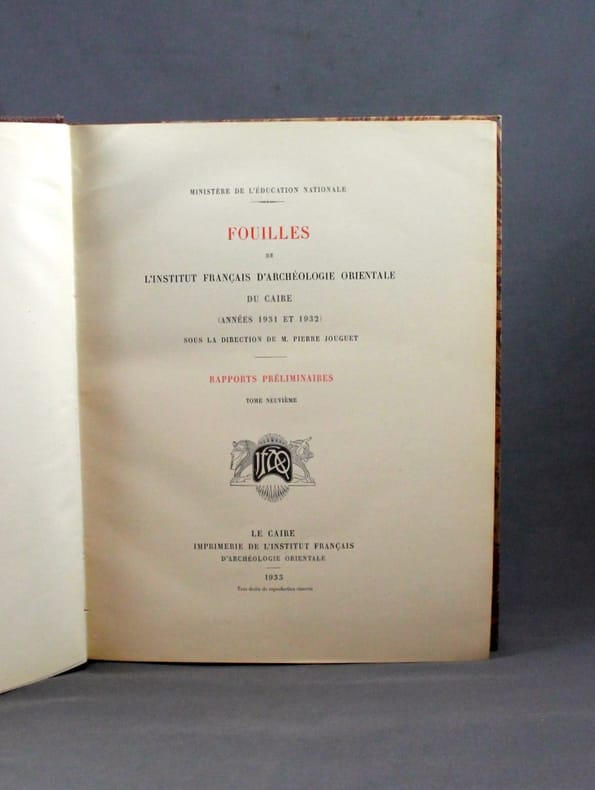 MINISTÈRE DE L'ÉDUCATION NATIONALE
FOUILLES
DE
L'INSTITUT FRANÇAIS D'ARCHÉOLOGIE ORIENTALE
DU CAIRE
(ANNÉES 1931 ET 1932)
SOUS LA DIRECTION DE M. PIERRE JOUGUET
RAPPORTS PRÉLIMINAIRES
TOME NEUVIÈME
IFAO
LE CAIRE
IMPRIMERIE DE L'INSTITUT FRANÇAIS
D'ARCHÉOLOGIE ORIENTALE
1933
Tous droits de reproduction réservés